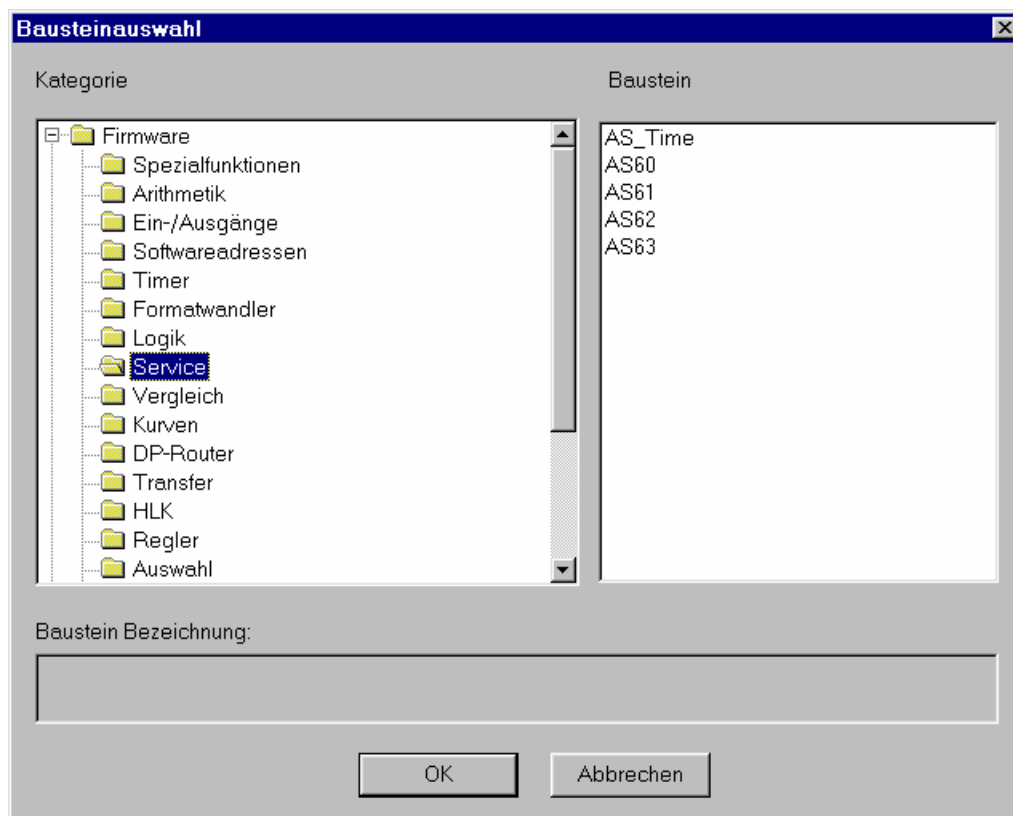 Bausteinauswahl
Kategorie
Baustein
Firmware
Spezialfunktionen
Arithmetik
Ein-/Ausgänge
Softwareadressen
Timer
Formatwandler
Logik
Service
Vergleich
Kurven
DP-Router
Transfer
HLK
Regler
Auswahl
AS_Time
AS60
AS61
AS62
AS63
Baustein Bezeichnung:
OK
Abbrechen